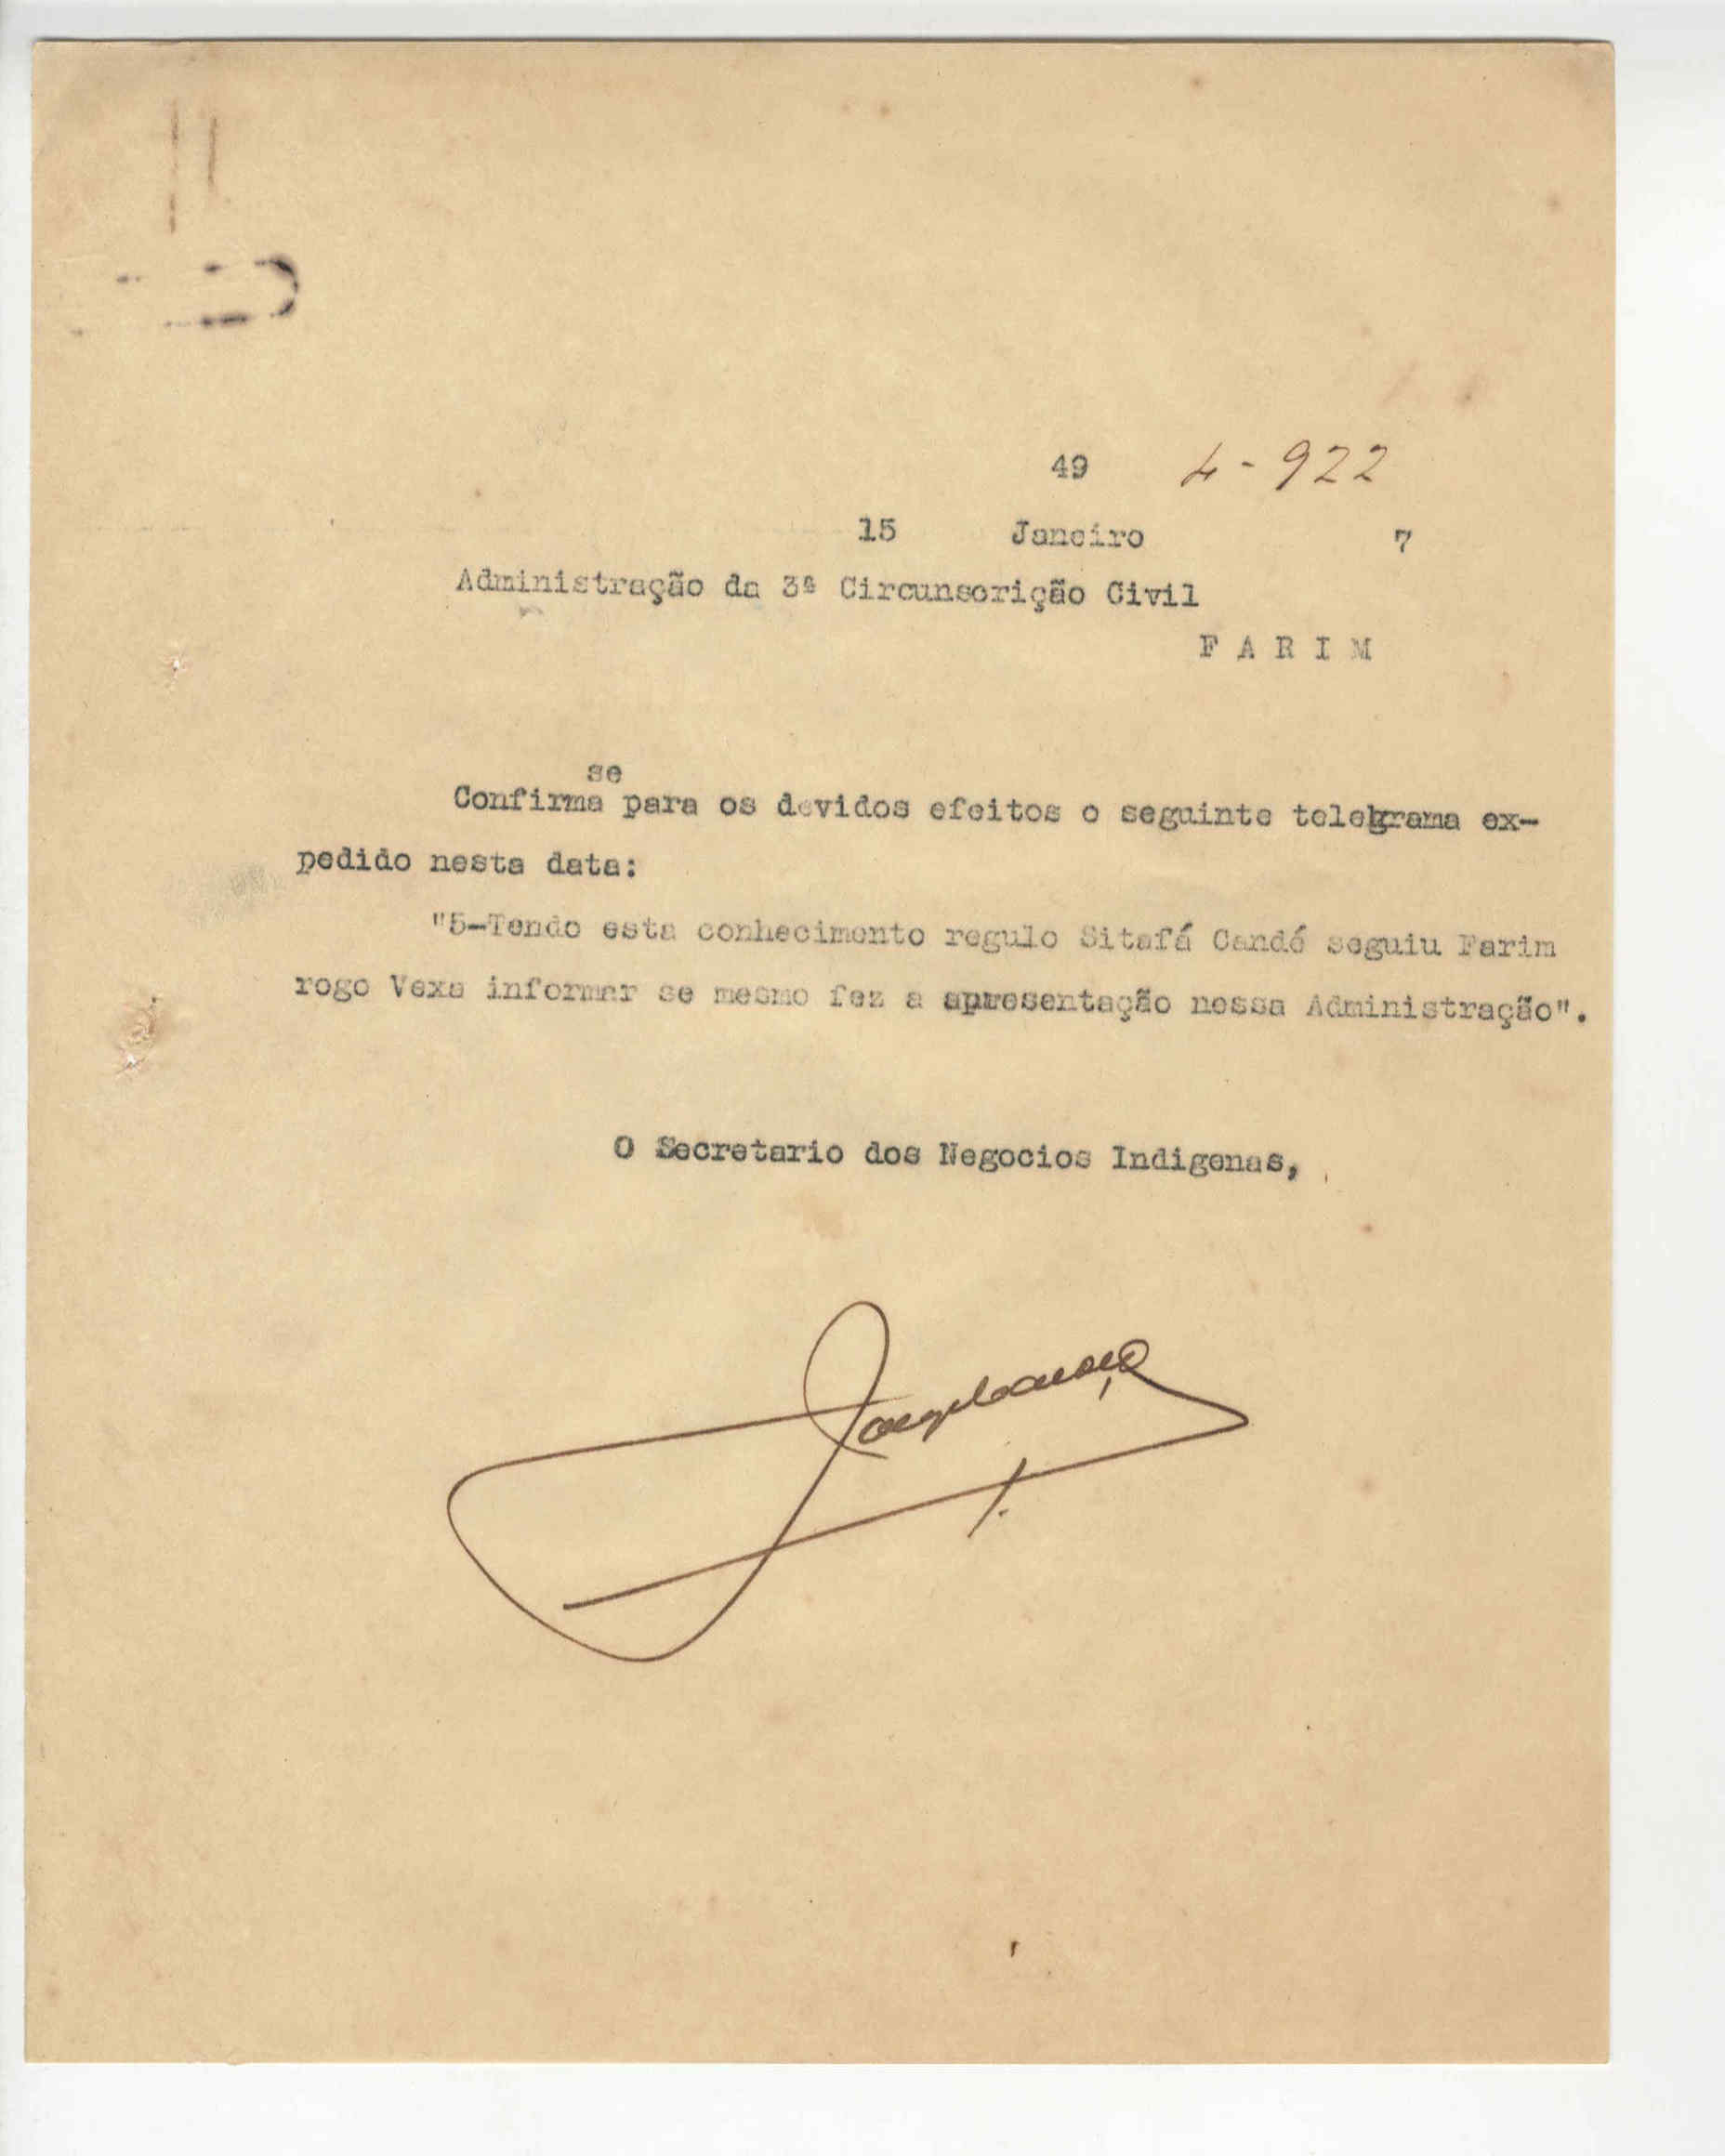 49 4-922
15 Janeiro 7
Administração da 3ª Circunscrição Civil
F A R I M
se
Confirma para os devidos efeitos o seguinte telegrama ex-
pedido nesta data:
"5-Tendo esta conhecimento regulo Sitafá Candé seguiu Farim
rogo Vexa informar se mesmo fez a apresentação nessa Administração".
O Secretario dos Negocios Indigenas,